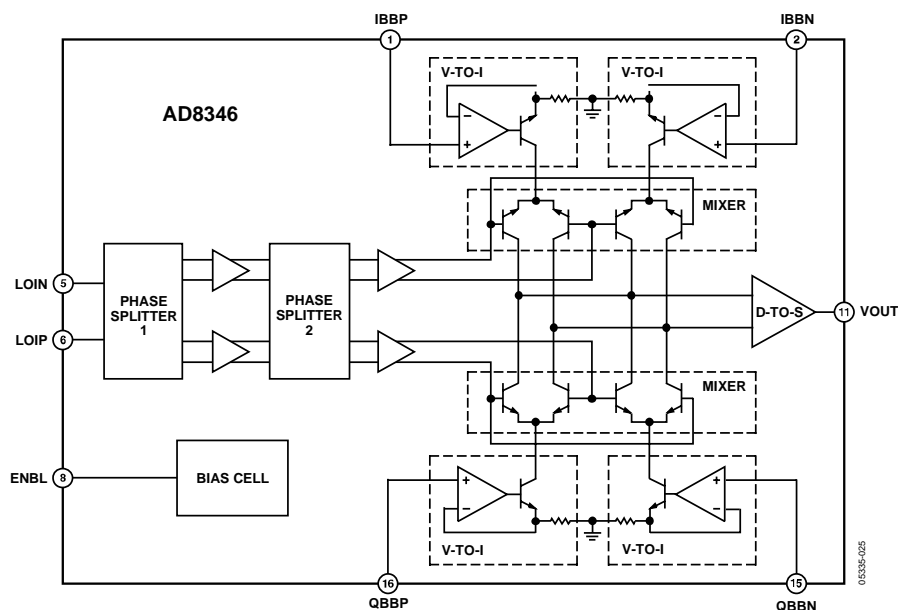 IBBP
IBBN
1
2
V-TO-I
V-TO-I
AD8346
−
+
−
+
MIXER
LOIN
5
PHASE
SPLITTER
1
PHASE
SPLITTER
2
D-TO-S
11
VOUT
LOIP
6
MIXER
ENBL
8
BIAS CELL
+
−
+
−
V-TO-I
V-TO-I
16
15
QBBP
QBBN
05335-025